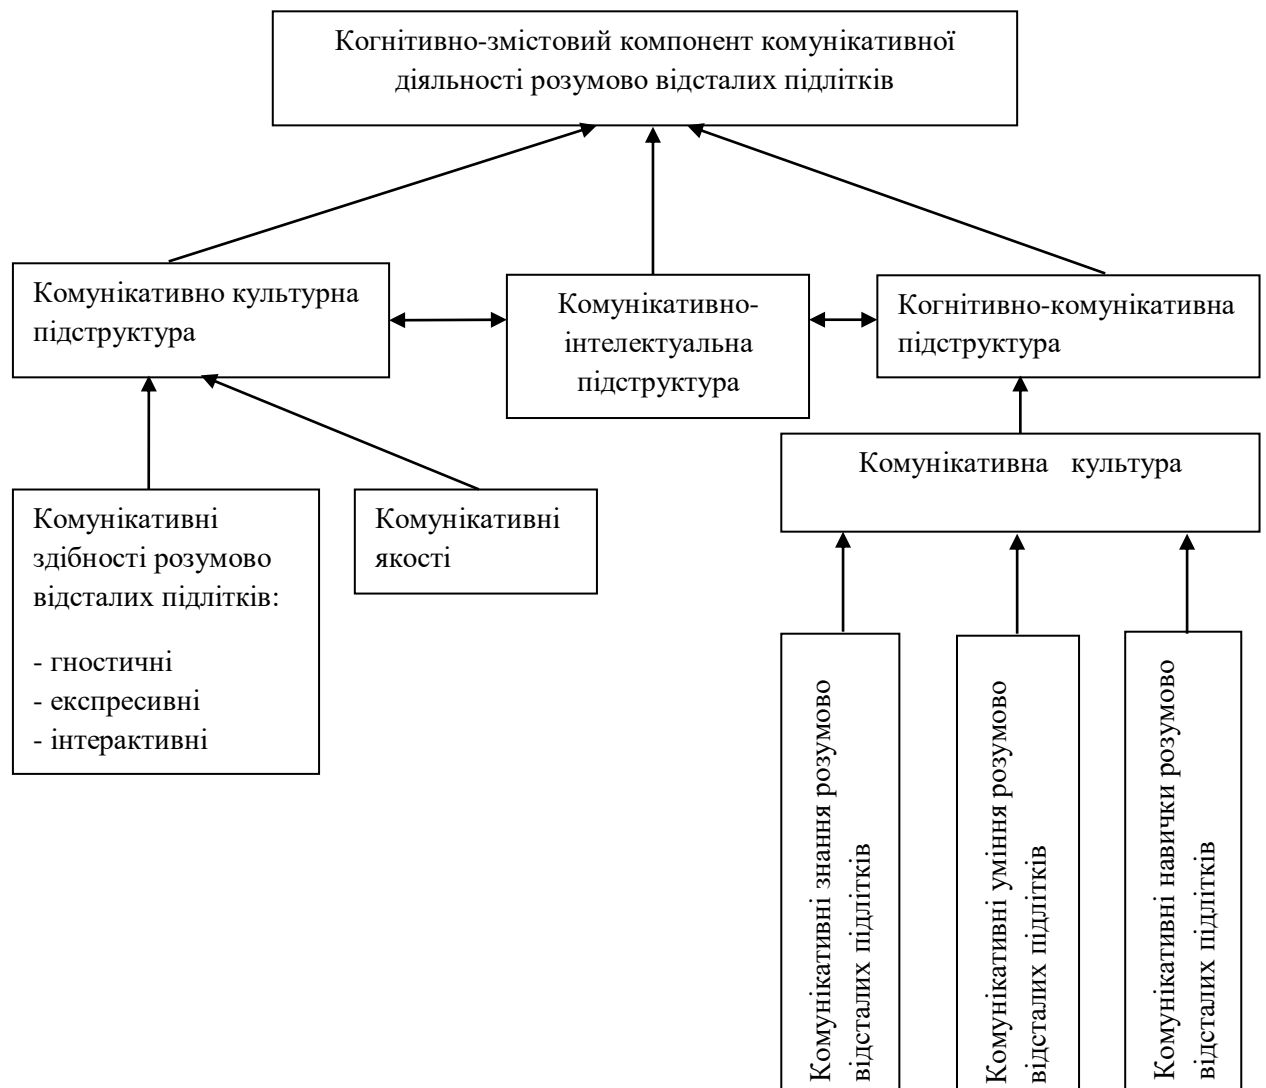 Когнітивно-змістовий компонент комунікативної
діяльності розумово відсталих підлітків
Комунікативно культурна
підструктура
Комунікативно-
інтелектуальна
підструктура
Когнітивно-комунікативна
підструктура
Комунікативна культура
Комунікативні
здібності розумово
відсталих підлітків:
- гностичні
- експресивні
- інтерактивні
Комунікативні
якості
Комунікативні знання розумово
відсталих підлітків
Комунікативні уміння розумово
відсталих підлітків
Комунікативні навички розумово
відсталих підлітків